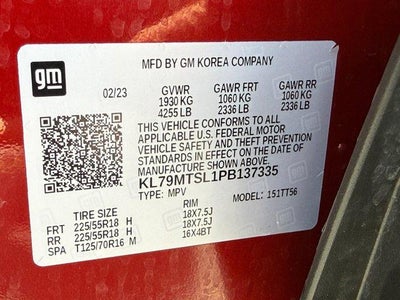 gm
MFD BY GM KOREA COMPANY
02/23 GVWR GAWR FRT GAWR RR
1930 KG 1060 KG 1060 KG
4255 LB 2336 LB 2336 LB
THIS VEHICLE CONFORMS TO ALL
APPLICABLE U.S. FEDERAL MOTOR
VEHICLE SAFETY AND THEFT PREVENTION
STANDARDS IN EFFECT ON THE DATE
OF MANUFACTURE SHOWN ABOVE.
KL79MTSL1PB137335
TYPE: MPV MODEL: 151TT56
TIRE SIZE RIM
FRT 225/55R18 H 18X7.5J
RR 225/55R18 H 18X7.5J
SPA T125/70R16 M 16X4BT